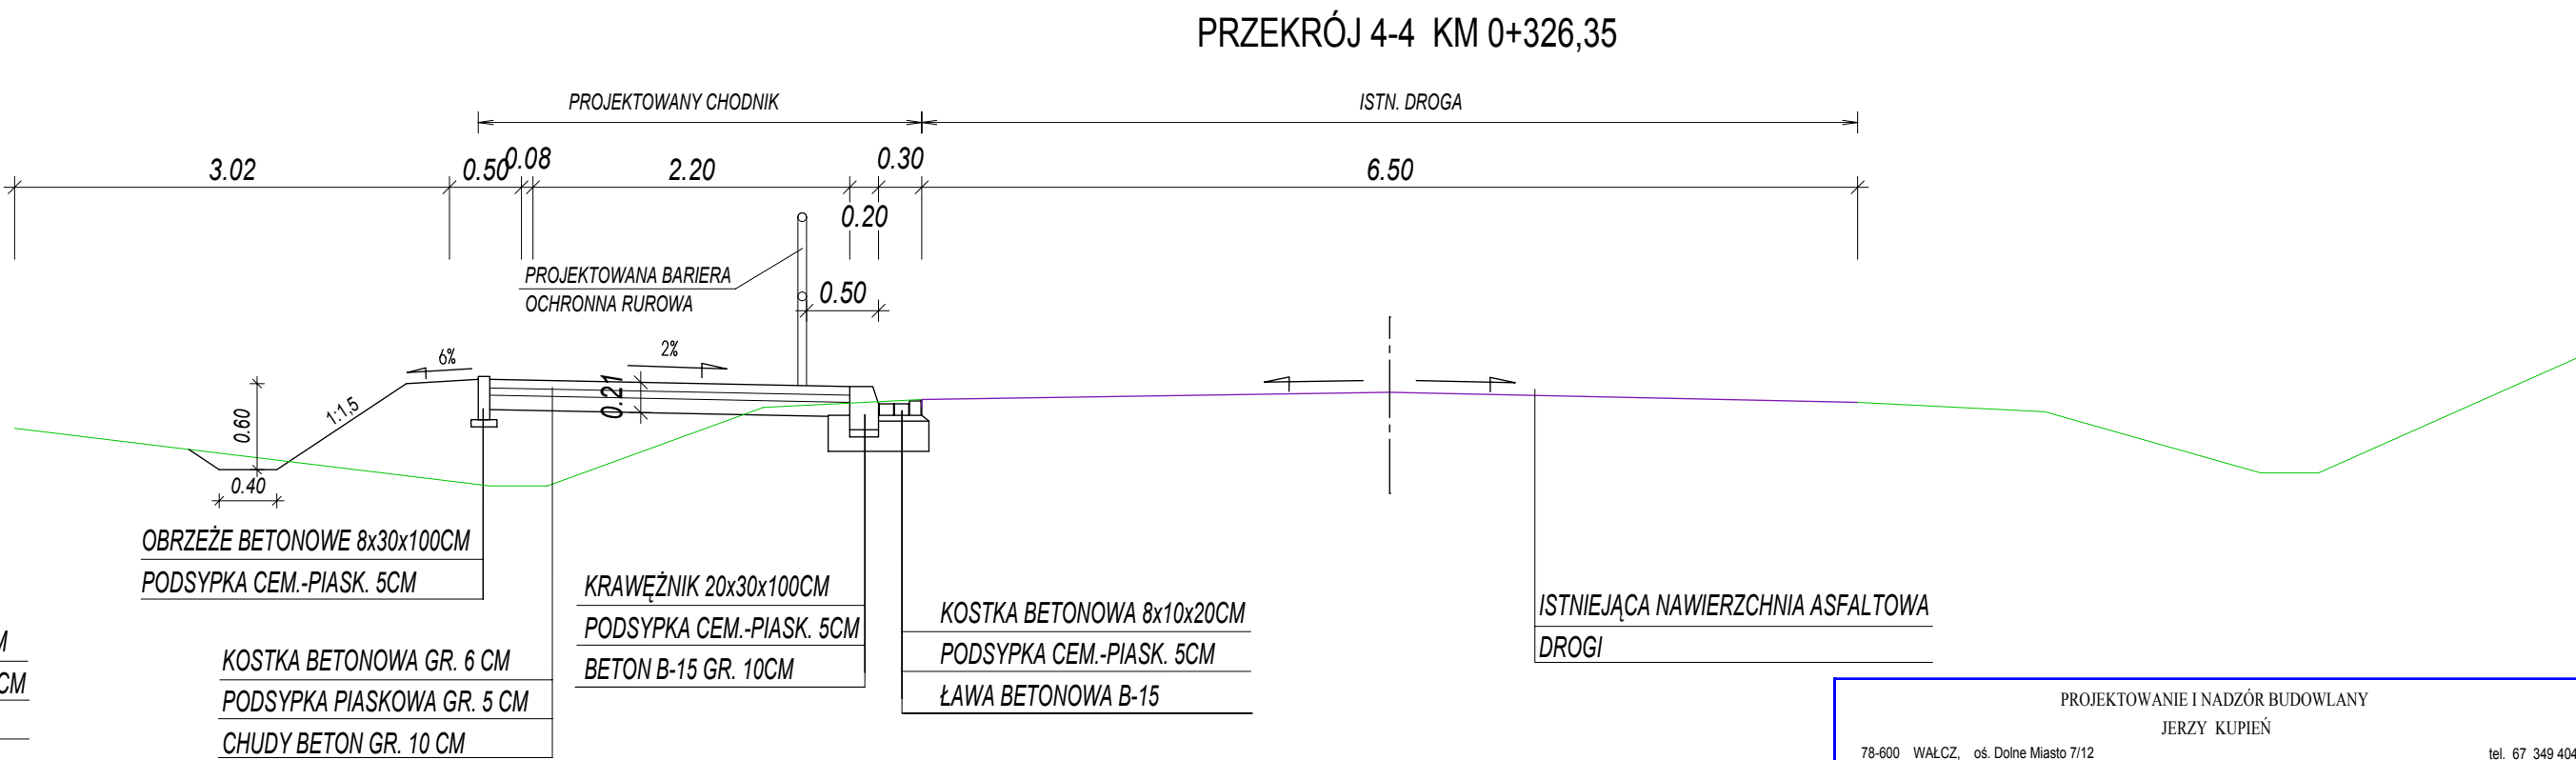 PRZEKRÓJ 4-4 KM 0+326,35
PROJEKTOWANY CHODNIK
ISTN. DROGA
3.02
0.50
0.08
2.20
0.30
6.50
0.20
PROJEKTOWANA BARIERA
OCHRONNA RUROWA
0.50
6%
2%
0.21
1:1,5
0.60
0.40
OBRZEŻE BETONOWE 8x30x100CM
PODSYPKA CEM.-PIASK. 5CM
KRAWĘŻNIK 20x30x100CM
PODSYPKA CEM.-PIASK. 5CM
BETON B-15 GR. 10CM
KOSTKA BETONOWA 8x10x20CM
PODSYPKA CEM.-PIASK. 5CM
ŁAWA BETONOWA B-15
ISTNIEJĄCA NAWIERZCHNIA ASFALTOWA
DROGI
CM
KOSTKA BETONOWA GR. 6 CM
PODSYPKA PIASKOWA GR. 5 CM
CHUDY BETON GR. 10 CM
PROJEKTOWANIE I NADZÓR BUDOWLANY
JERZY KUPIEŃ
78-600 WAŁCZ, oś. Dolne Miasto 7/12
tel. 67 349 404